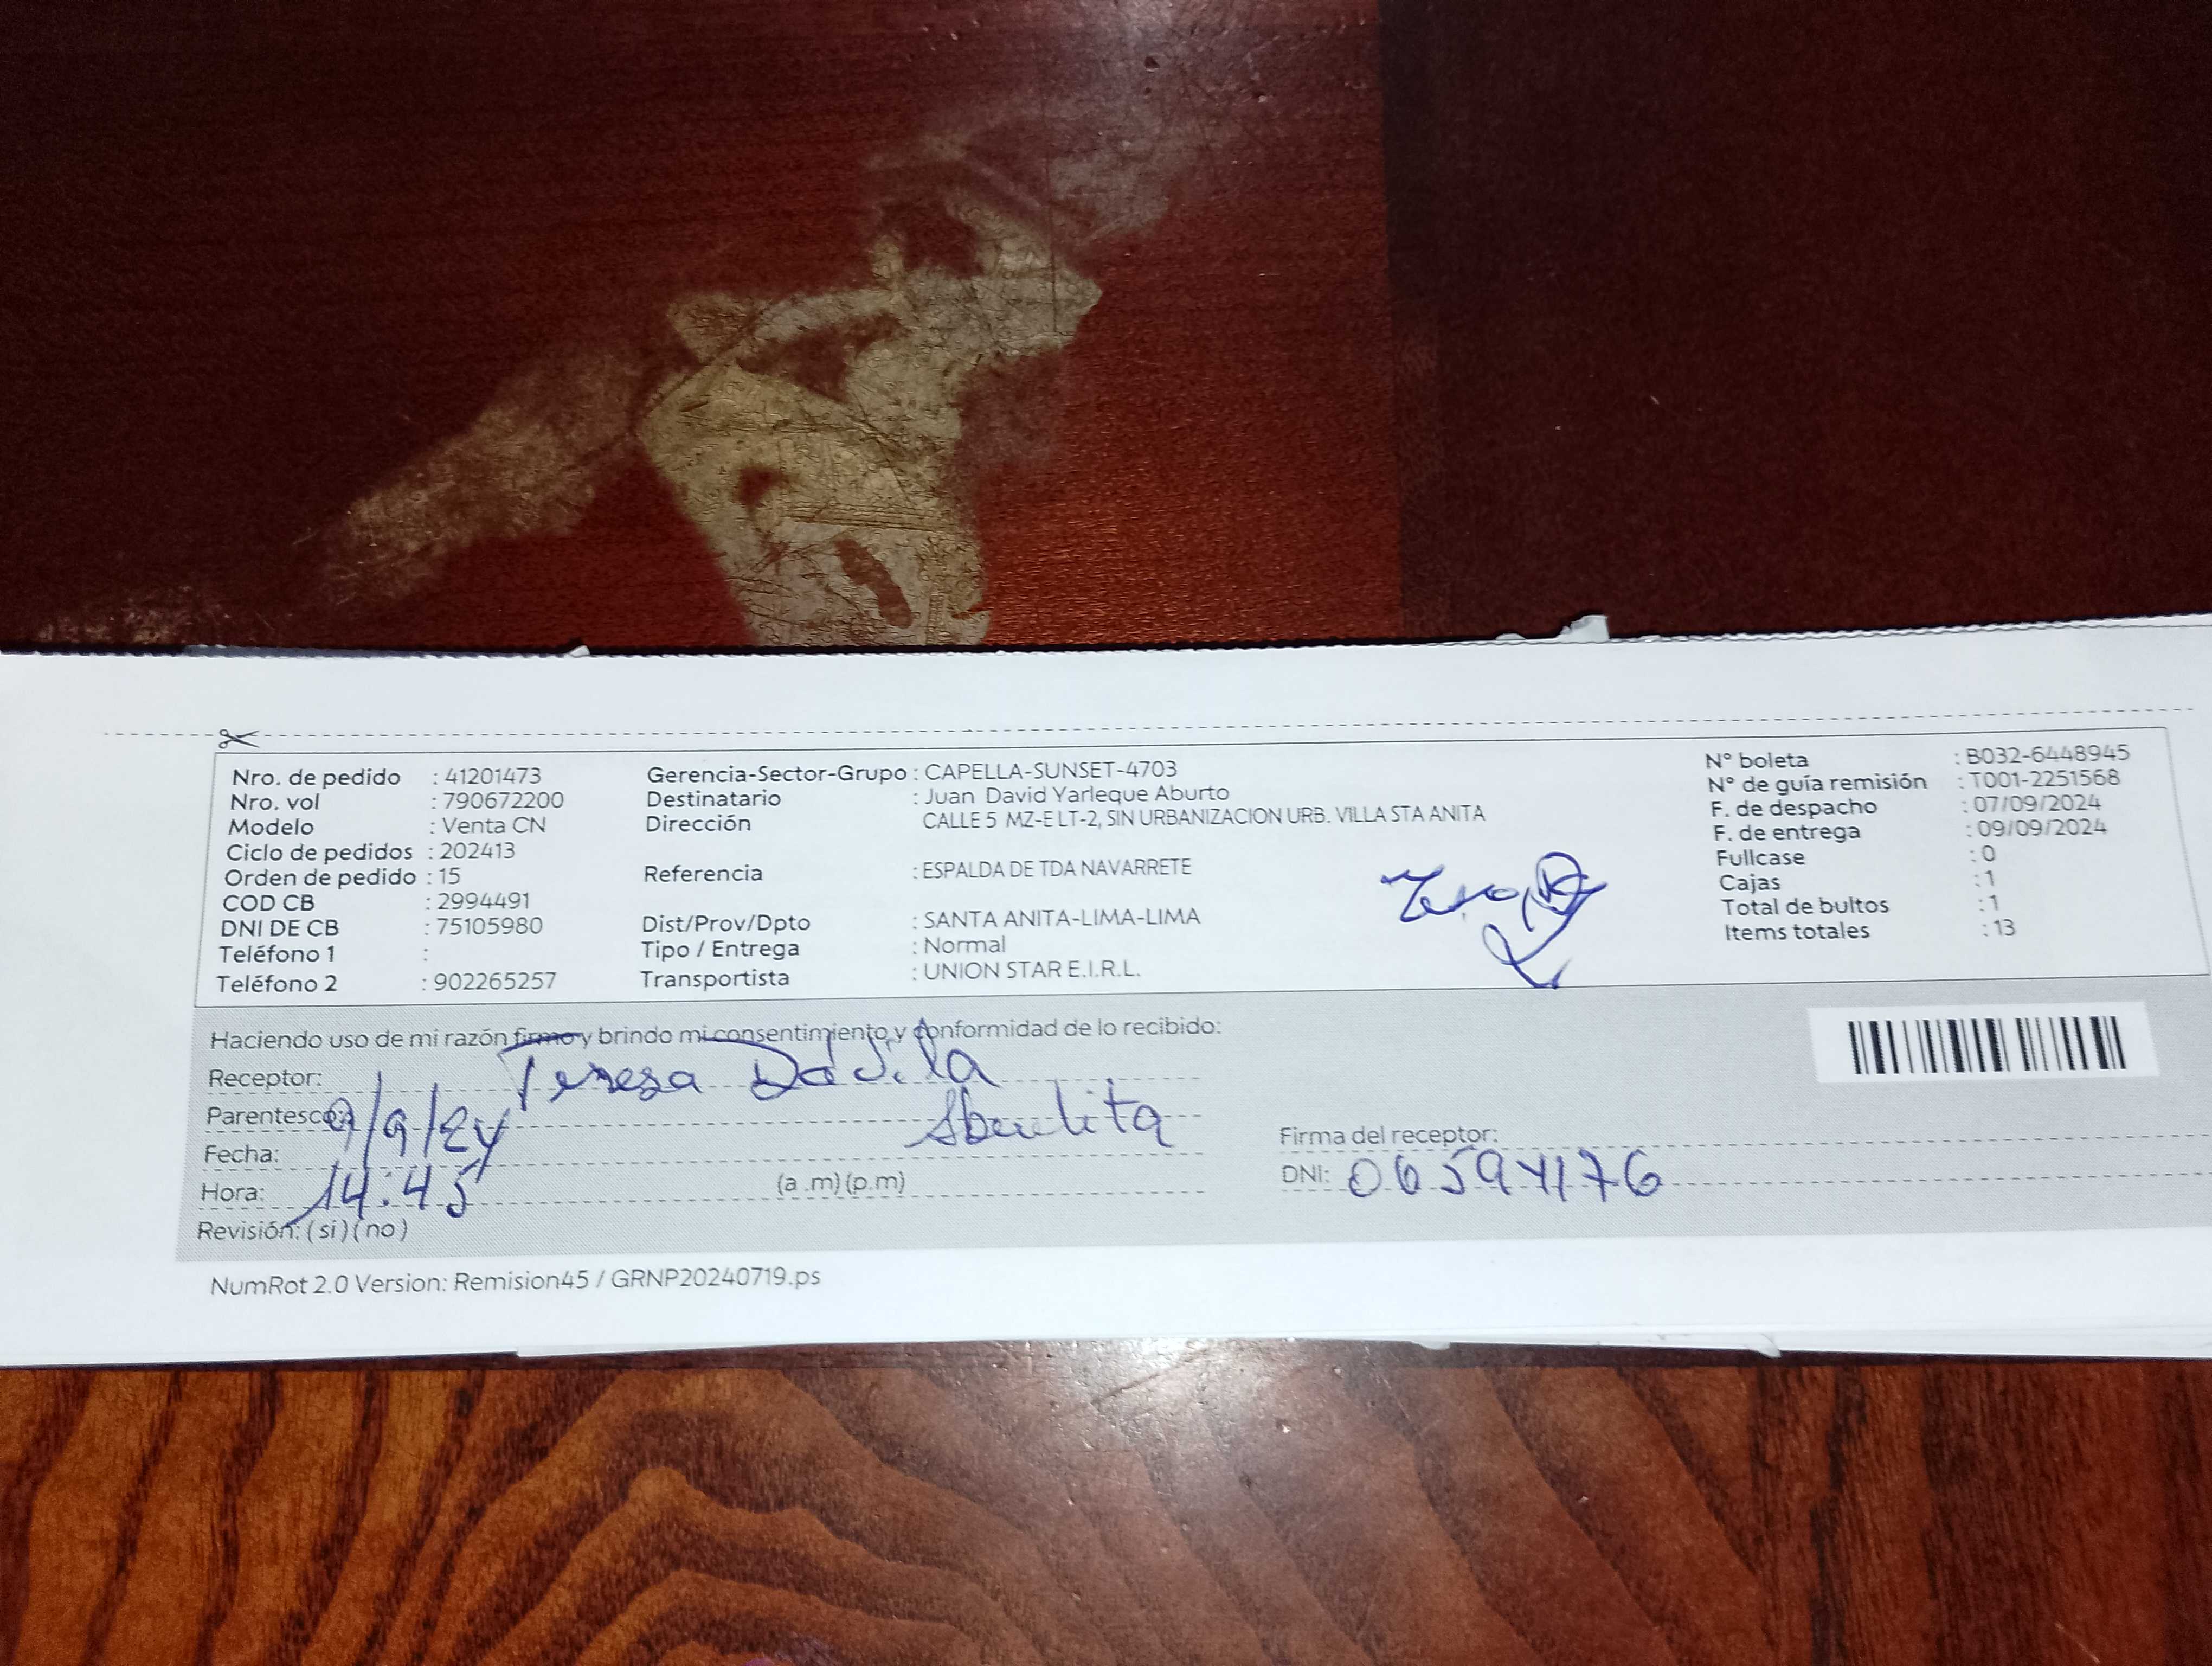 Nro. de pedido : 41201473 Gerencia-Sector-Grupo : CAPELLA-SUNSET-4703 N° boleta : B032-6448945
Nro. vol : 790672200 Destinatario : Juan David Yarleque Aburto N° de guía remisión : T001-2251568
Modelo : Venta CN Dirección CALLE 5 MZ-E LT-2, SIN URBANIZACION URB. VILLA STA ANITA F. de despacho : 07/09/2024
Ciclo de pedidos : 202413 F. de entrega : 09/09/2024
Orden de pedido : 15 Referencia : ESPALDA DE TDA NAVARRETE Fullcase : 0
COD CB : 2994491 Cajas : 1
DNI DE CB : 75105980 Dist/Prov/Dpto : SANTA ANITA-LIMA-LIMA Total de bultos : 1
Teléfono 1 : Tipo / Entrega : Normal Items totales : 13
Teléfono 2 : 902265257 Transportista : UNION STAR E.I.R.L.
Haciendo uso de mi razón firmo y brindo mi consentimiento y conformidad de lo recibido:
Receptor: Teresa Davila
Parentesco: Abuelita
Fecha: 9/9/24 Firma del receptor:
Hora: 14:45 (a .m) (p.m) DNI: 06594176
Revisión: ( si ) ( no )
NumRot 2.0 Version: Remision45 / GRNP20240719.ps